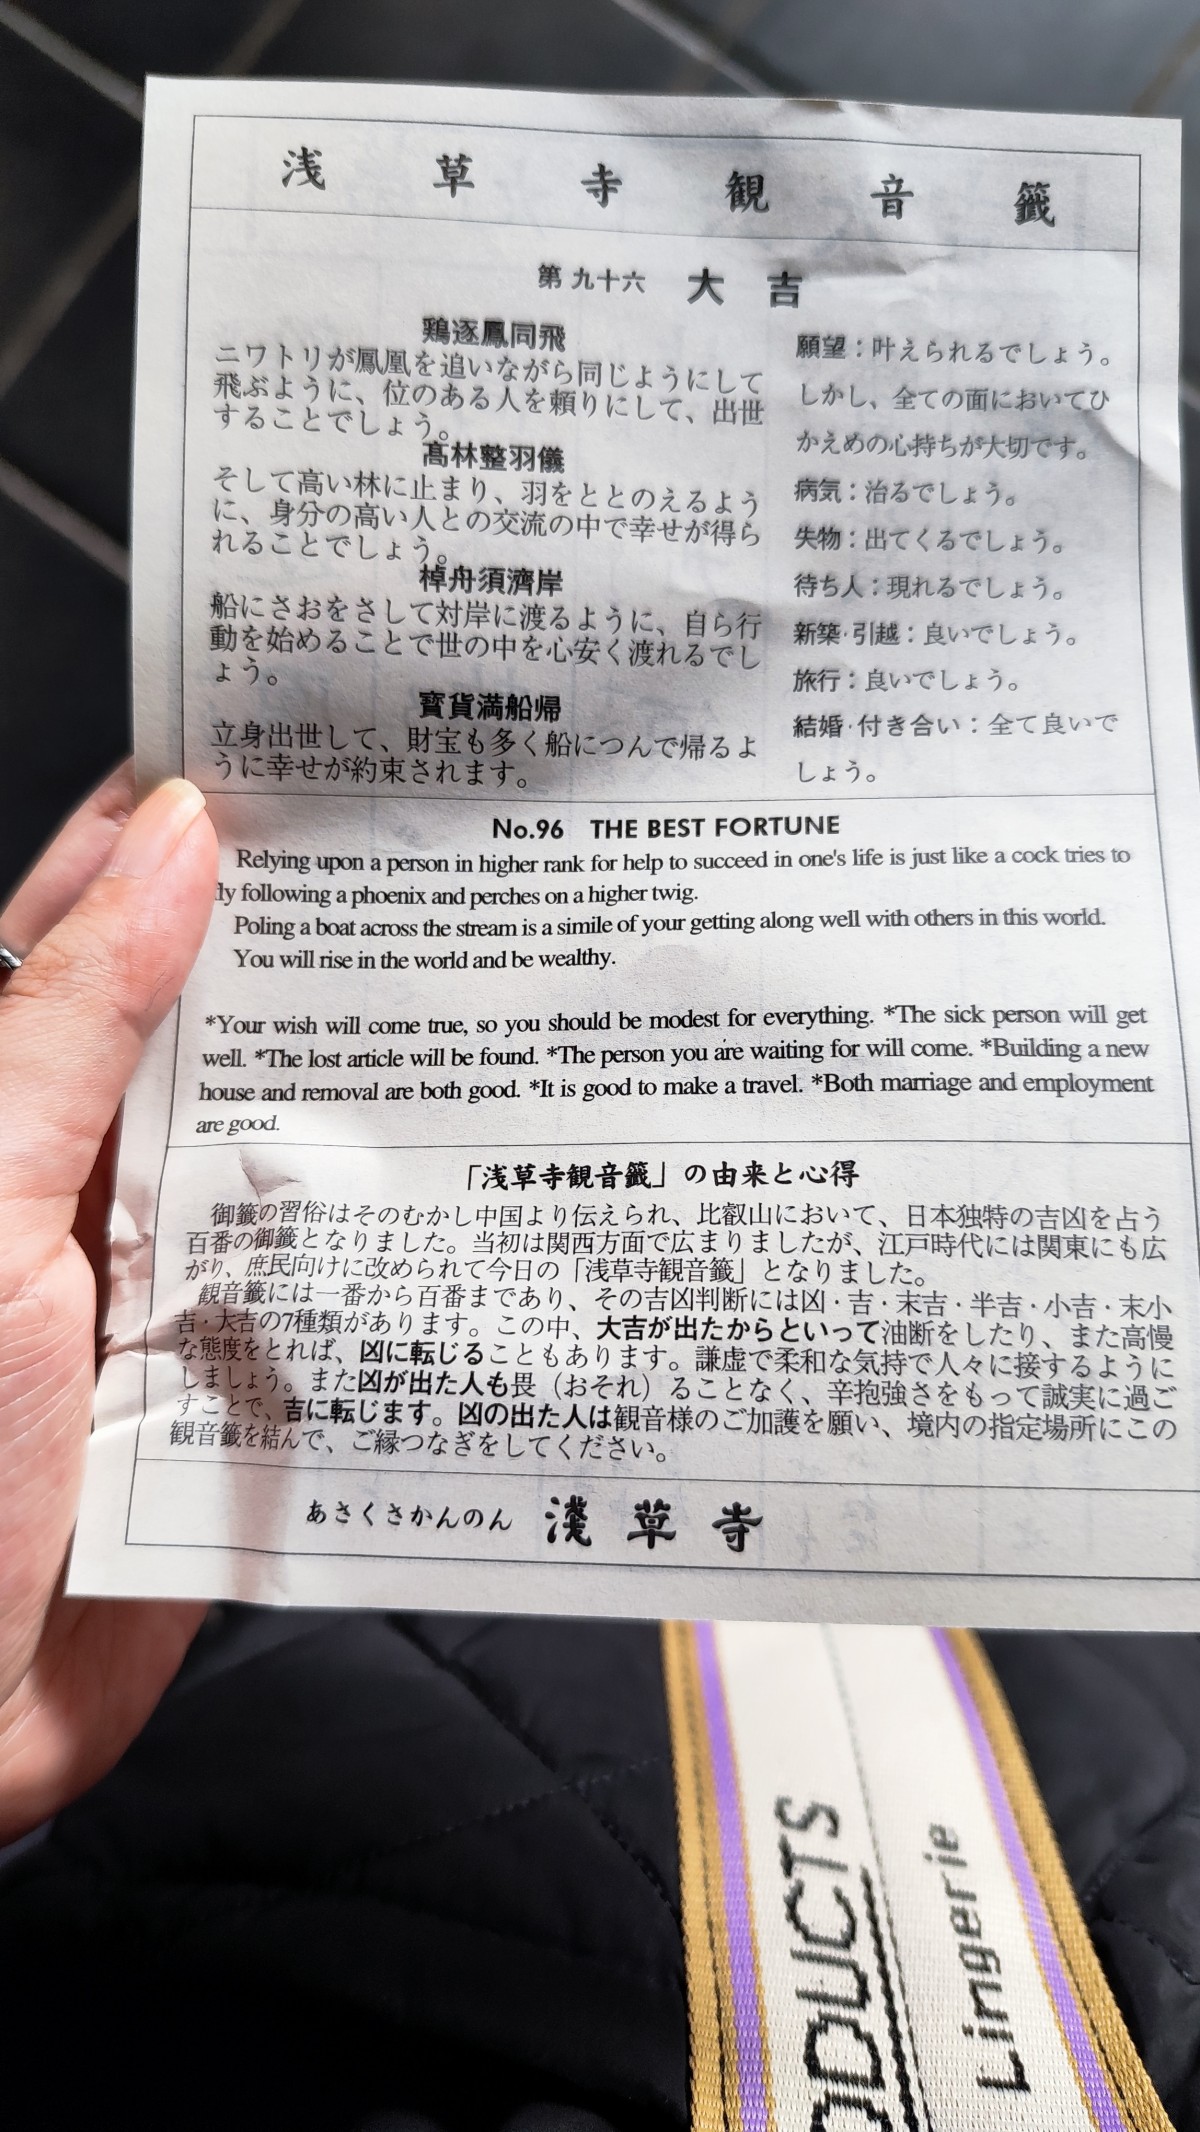 浅草寺観音籤
第九十六 大吉
鶏逐鳳同飛
ニワトリが鳳凰を追いながら同じようにして
飛ぶように、位のある人を頼りにして、出世
することでしょう。
高林整羽儀
そして高い林に止まり、羽をととのえるよう
に、身分の高い人との交流の中で幸せが得ら
れることでしょう。
棹舟須濟岸
船にさおをさして対岸に渡るように、自ら行
動を始めることで世の中を心安く渡れるでし
ょう。
寳貨満船帰
立身出世して、財宝も多く船につんで帰るよ
うに幸せが約束されます。
願望：叶えられるでしょう。
しかし、全ての面においてひ
かえめの心持ちが大切です。
病気：治るでしょう。
失物：出てくるでしょう。
待ち人：現れるでしょう。
新築·引越：良いでしょう。
旅行：良いでしょう。
結婚·付き合い：全て良いで
しょう。
No.96 THE BEST FORTUNE
Relying upon a person in higher rank for help to succeed in one's life is just like a cock tries to
ly following a phoenix and perches on a higher twig.
Poling a boat across the stream is a simile of your getting along well with others in this world.
You will rise in the world and be wealthy.
*Your wish will come true, so you should be modest for everything. *The sick person will get
well. *The lost article will be found. *The person you are waiting for will come. *Building a new
house and removal are both good. *It is good to make a travel. *Both marriage and employment
are good.
「浅草寺観音籤」の由来と心得
御籤の習俗はそのむかし中国より伝えられ、比叡山において、日本独特の吉凶を占う
百番の御籤となりました。当初は関西方面で広まりましたが、江戸時代には関東にも広
がり、庶民向けに改められて今日の「浅草寺観音籤」となりました。
観音籤には一番から百番まであり、その吉凶判断には凶・吉・末吉・半吉・小吉・末小
吉・大吉の7種類があります。この中、大吉が出たからといって油断をしたり、また高慢
な態度をとれば、凶に転じることもあります。謙虚で柔和な気持で人々に接するように
しましょう。また凶が出た人も畏（おそれ）ることなく、辛抱強さをもって誠実に過ご
すことで、吉に転じます。凶の出た人は観音様のご加護を願い、境内の指定場所にこの
観音籤を結んで、ご縁つなぎをしてください。
あさくさかんのん 淺草寺
ODUCTS
Lingerie